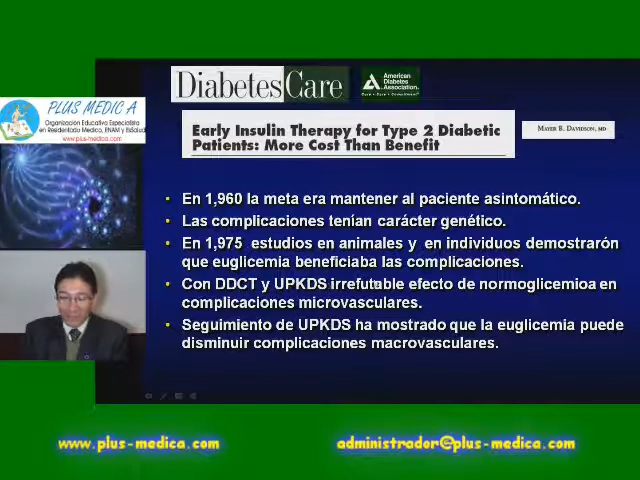 DiabetesCare
American
Diabetes
Association.
PLUS MEDIC A
Organización Educativa Especialista
en Residentado Medico, ENAM y EsSalud
www.plus-medica.com
Early Insulin Therapy for Type 2 Diabetic
Patients: More Cost Than Benefit
MAYER B. DAVIDSON, MD
• En 1,960 la meta era mantener al paciente asintomático.
• Las complicaciones tenían carácter genético.
• En 1,975 estudios en animales y en individuos demostrarón
que euglicemia beneficiaba las complicaciones.
• Con DDCT y UPKDS irrefutable efecto de normoglicemioa en
complicaciones microvasculares.
• Seguimiento de UPKDS ha mostrado que la euglicemia puede
disminuir complicaciones macrovasculares.
www.plus-medica.com
administrador@plus-medica.com